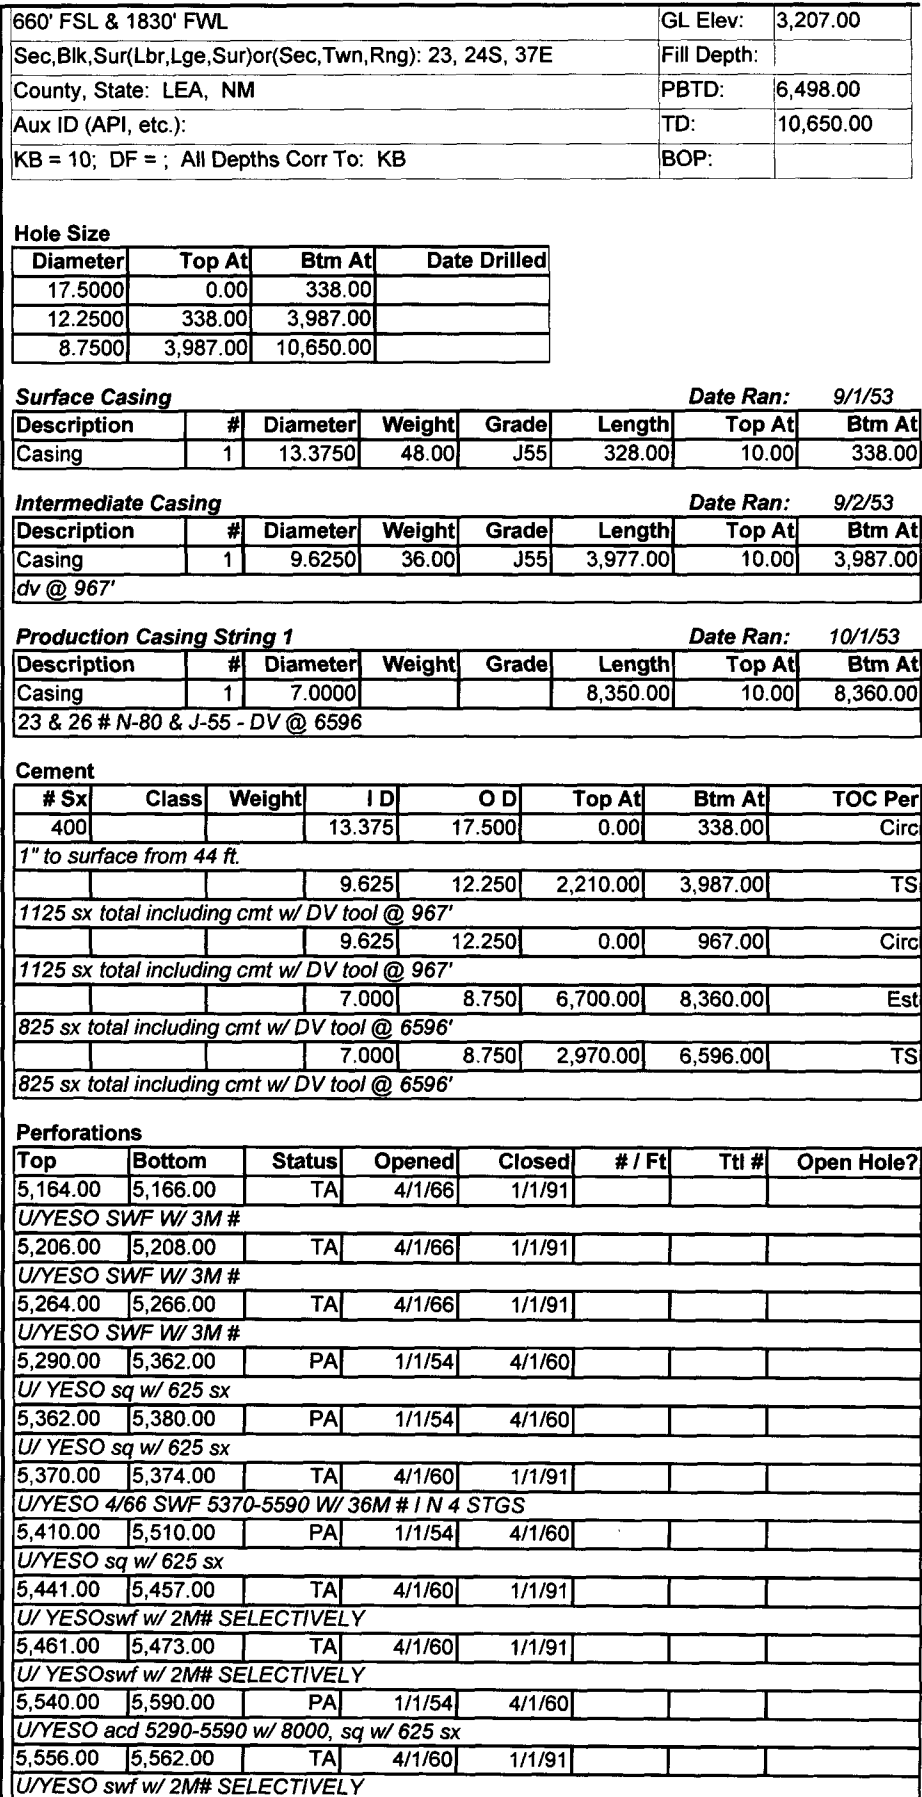 660' FSL & 1830' FWL GL Elev: 3,207.00
Sec,Blk,Sur(Lbr,Lge,Sur)or(Sec,Twn,Rng): 23, 24S, 37E Fill Depth:
County, State: LEA, NM PBTD: 6,498.00
Aux ID (API, etc.): TD: 10,650.00
KB = 10; DF = ; All Depths Corr To: KB BOP:
Hole Size
Diameter Top At Btm At Date Drilled
17.5000 0.00 338.00
12.2500 338.00 3,987.00
8.7500 3,987.00 10,650.00
Surface Casing Date Ran: 9/1/53
Description # Diameter Weight Grade Length Top At Btm At
Casing 1 13.3750 48.00 J55 328.00 10.00 338.00
Intermediate Casing Date Ran: 9/2/53
Description # Diameter Weight Grade Length Top At Btm At
Casing 1 9.6250 36.00 J55 3,977.00 10.00 3,987.00
dv @ 967'
Production Casing String 1 Date Ran: 10/1/53
Description # Diameter Weight Grade Length Top At Btm At
Casing 1 7.0000 8,350.00 10.00 8,360.00
23 & 26 # N-80 & J-55 - DV @ 6596
Cement
# Sx Class Weight I D O D Top At Btm At TOC Per
400 13.375 17.500 0.00 338.00 Circ
1" to surface from 44 ft.
9.625 12.250 2,210.00 3,987.00 TS
1125 sx total including cmt w/ DV tool @ 967'
9.625 12.250 0.00 967.00 Circ
1125 sx total including cmt w/ DV tool @ 967'
7.000 8.750 6,700.00 8,360.00 Est
825 sx total including cmt w/ DV tool @ 6596'
7.000 8.750 2,970.00 6,596.00 TS
825 sx total including cmt w/ DV tool @ 6596'
Perforations
Top Bottom Status Opened Closed # / Ft Ttl # Open Hole?
5,164.00 5,166.00 TA 4/1/66 1/1/91
U/YESO SWF W/ 3M #
5,206.00 5,208.00 TA 4/1/66 1/1/91
U/YESO SWF W/ 3M #
5,264.00 5,266.00 TA 4/1/66 1/1/91
U/YESO SWF W/ 3M #
5,290.00 5,362.00 PA 1/1/54 4/1/60
U/ YESO sq w/ 625 sx
5,362.00 5,380.00 PA 1/1/54 4/1/60
U/ YESO sq w/ 625 sx
5,370.00 5,374.00 TA 4/1/60 1/1/91
U/YESO 4/66 SWF 5370-5590 W/ 36M # I N 4 STGS
5,410.00 5,510.00 PA 1/1/54 4/1/60
U/YESO sq w/ 625 sx
5,441.00 5,457.00 TA 4/1/60 1/1/91
U/ YESOswf w/ 2M# SELECTIVELY
5,461.00 5,473.00 TA 4/1/60 1/1/91
U/ YESOswf w/ 2M# SELECTIVELY
5,540.00 5,590.00 PA 1/1/54 4/1/60
U/YESO acd 5290-5590 w/ 8000, sq w/ 625 sx
5,556.00 5,562.00 TA 4/1/60 1/1/91
U/YESO swf w/ 2M# SELECTIVELY